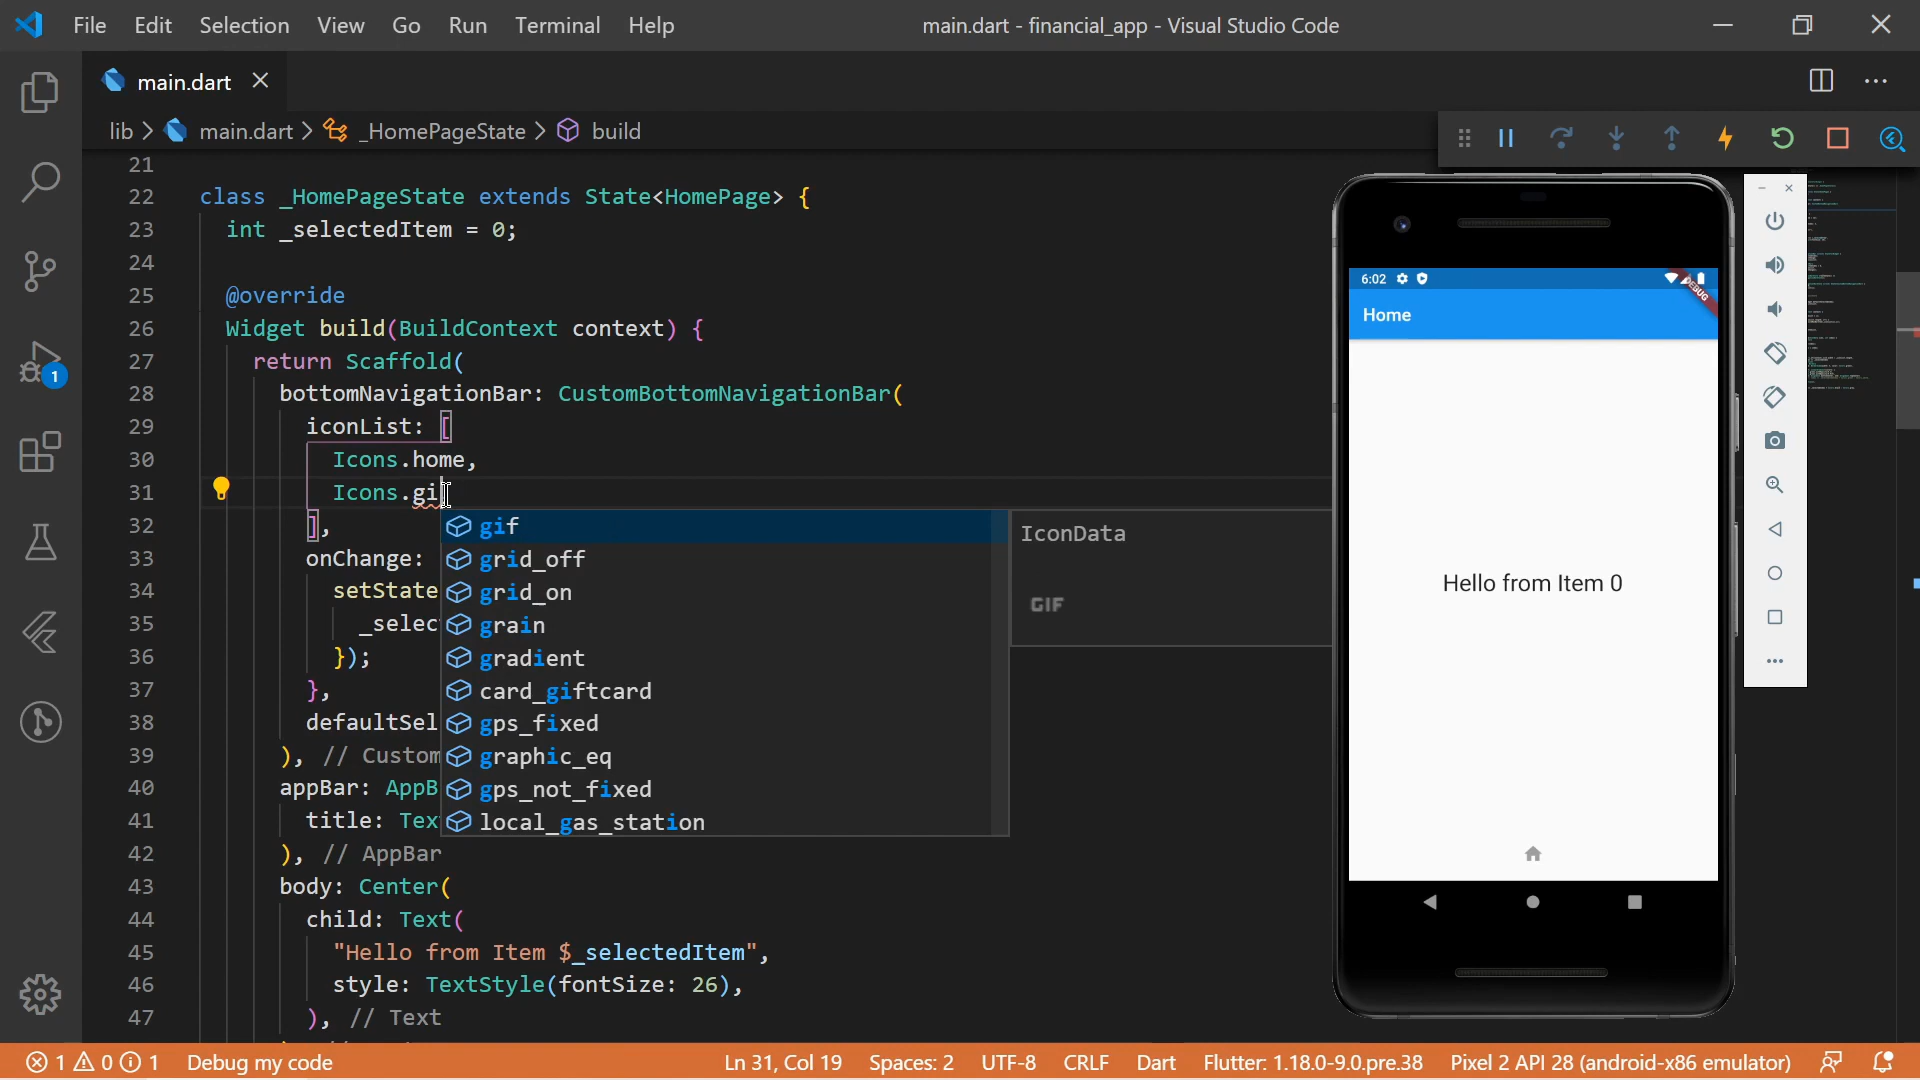 File Edit Selection View Go Run Terminal Help
main.dart - financial_app - Visual Studio Code
main.dart
lib > main.dart > _HomePageState > build
21
22 class _HomePageState extends State<HomePage> {
23 int _selectedItem = 0;
24
25 @override
26 Widget build(BuildContext context) {
27 return Scaffold(
28 bottomNavigationBar: CustomBottomNavigationBar(
29 iconList: [
30 Icons.home,
31 Icons.gi
32 ],
33 onChange:
34 setState
35 _selec
36 });
37 },
38 defaultSel
39 ), // Custom
40 appBar: AppB
41 title: Tex
42 ), // AppBar
43 body: Center(
44 child: Text(
45 "Hello from Item $_selectedItem",
46 style: TextStyle(fontSize: 26),
47 ), // Text
gif
grid_off
grid_on
grain
gradient
card_giftcard
gps_fixed
graphic_eq
gps_not_fixed
local_gas_station
IconData
GIF
6:02
DEBUG
Home
Hello from Item 0
1
1 0 1 Debug my code
Ln 31, Col 19 Spaces: 2 UTF-8 CRLF Dart Flutter: 1.18.0-9.0.pre.38 Pixel 2 API 28 (android-x86 emulator)